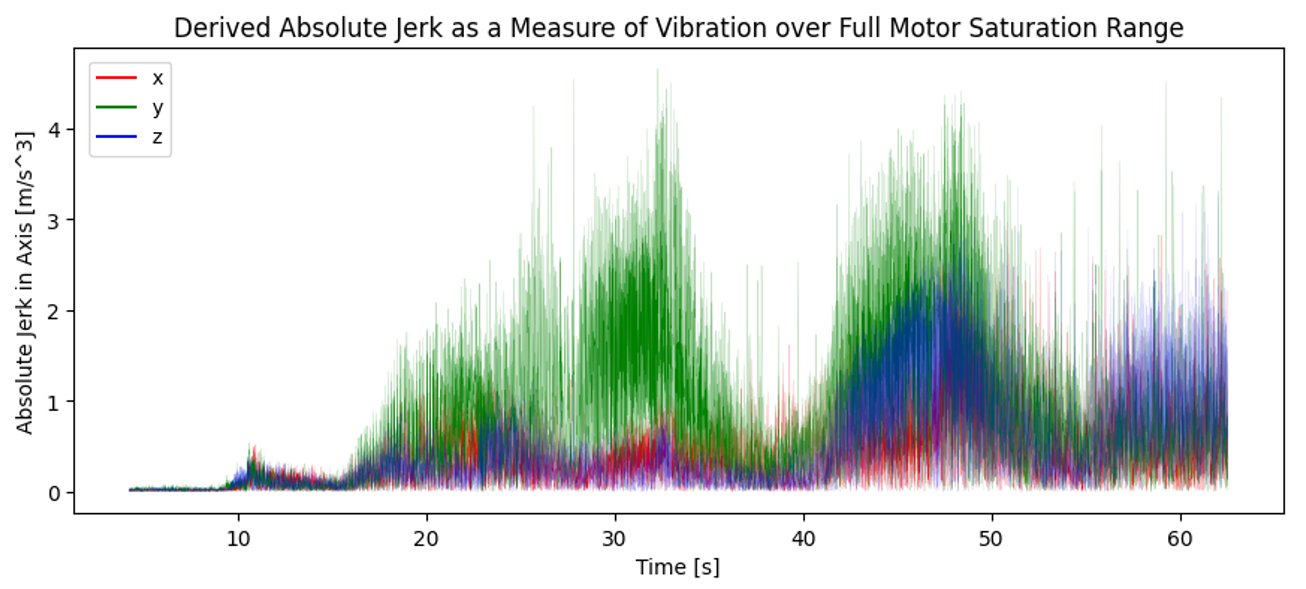 Derived Absolute Jerk as a Measure of Vibration over Full Motor Saturation Range
x
y
z
Absolute Jerk in Axis [m/s^3]
4
3
2
1
0
10 20 30 40 50 60
Time [s]